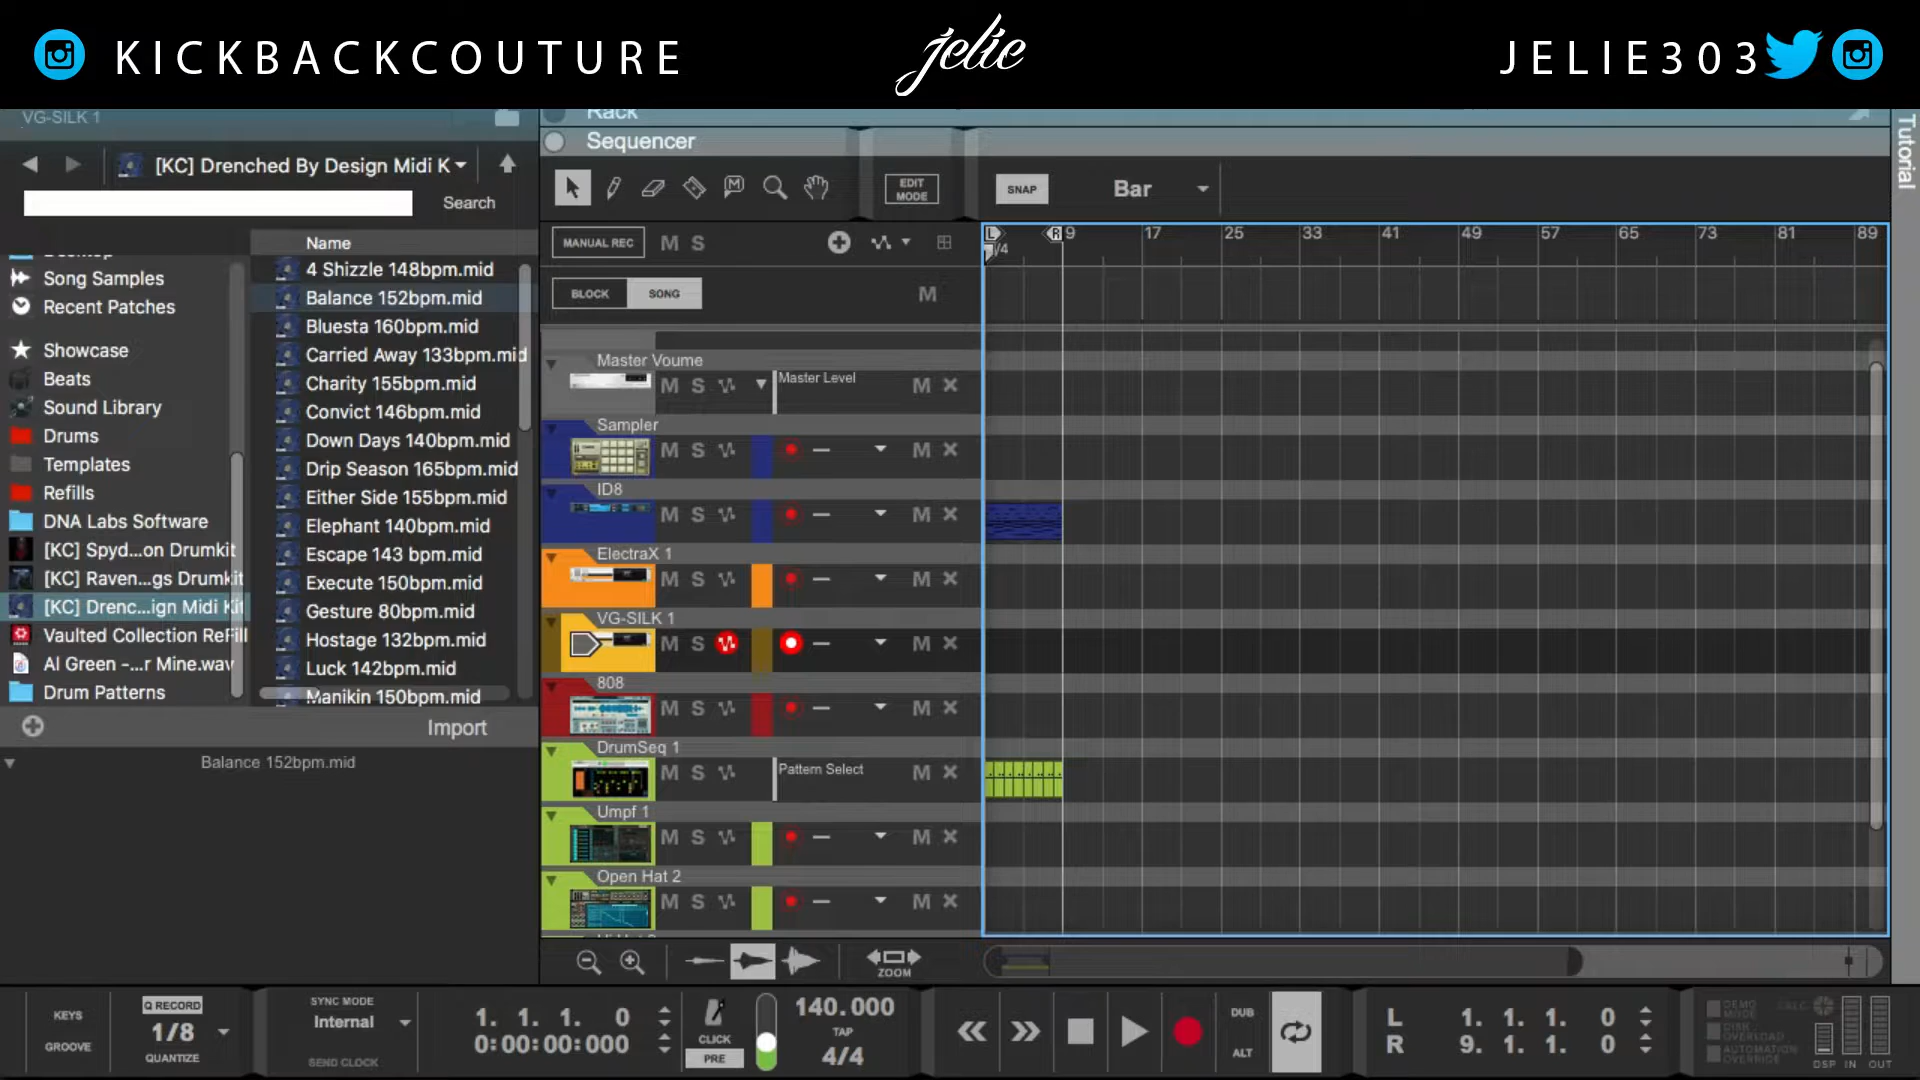 KICKBACKCOUTURE
jelie
JELIE303
VG-SILK 1
[KC] Drenched By Design Midi K
Search
Name
Song Samples
Recent Patches
Showcase
Beats
Sound Library
Drums
Templates
Refills
DNA Labs Software
[KC] Spyd...on Drumkit
[KC] Raven...gs Drumkit
[KC] Drenc...ign Midi Kit
Vaulted Collection ReFill
Al Green -...r Mine.wav
Drum Patterns
4 Shizzle 148bpm.mid
Balance 152bpm.mid
Bluesta 160bpm.mid
Carried Away 133bpm.mid
Charity 155bpm.mid
Convict 146bpm.mid
Down Days 140bpm.mid
Drip Season 165bpm.mid
Either Side 155bpm.mid
Elephant 140bpm.mid
Escape 143 bpm.mid
Execute 150bpm.mid
Gesture 80bpm.mid
Hostage 132bpm.mid
Luck 142bpm.mid
Manikin 150bpm.mid
Import
Balance 152bpm.mid
Rack
Sequencer
Tutorial
EDIT MODE
SNAP
Bar
MANUAL REC
M S
BLOCK SONG
M
L R 9 17 25 33 41 49 57 65 73 81 89
/4
Master Voume
M S Master Level M
Sampler
M S M
ID8
M S M
ElectraX 1
M S M
VG-SILK 1
M S M
808
M S M
DrumSeq 1
M S Pattern Select M
Umpf 1
M S M
Open Hat 2
M S M
ZOOM
KEYS
GROOVE
Q RECORD
1/8
QUANTIZE
SYNC MODE
Internal
SEND CLOCK
1. 1. 1. 0
0:00:00:000
CLICK
PRE
140.000
TAP
4/4
DUB
ALT
L 1. 1. 1. 0
R 9. 1. 1. 0
DEMO MODE
CALC
DISK OVERLOAD
AUTOMATION OVERRIDE
DSP IN OUT